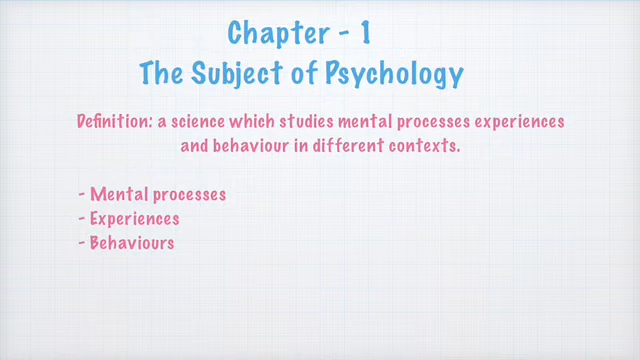 Chapter - 1
The Subject of Psychology
Definition: a science which studies mental processes experiences
and behaviour in different contexts.
- Mental processes
- Experiences
- Behaviours